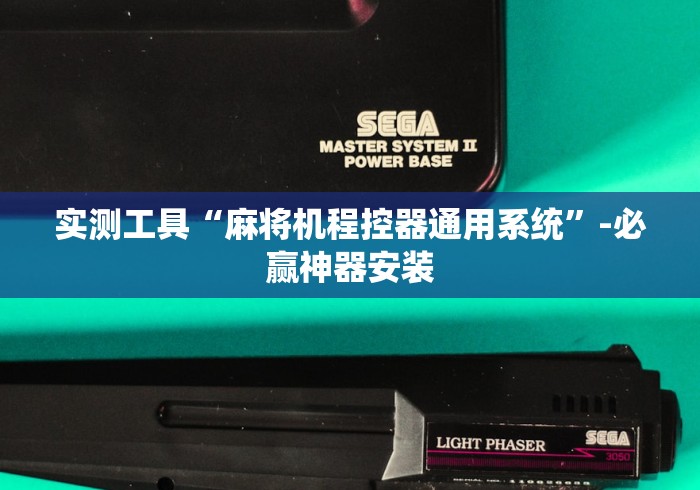 SEGA
MASTER SYSTEM II
POWER BASE
实测工具“麻将机程控器通用系统”-必
赢神器安装
LIGHT PHASER
SEGA
3050